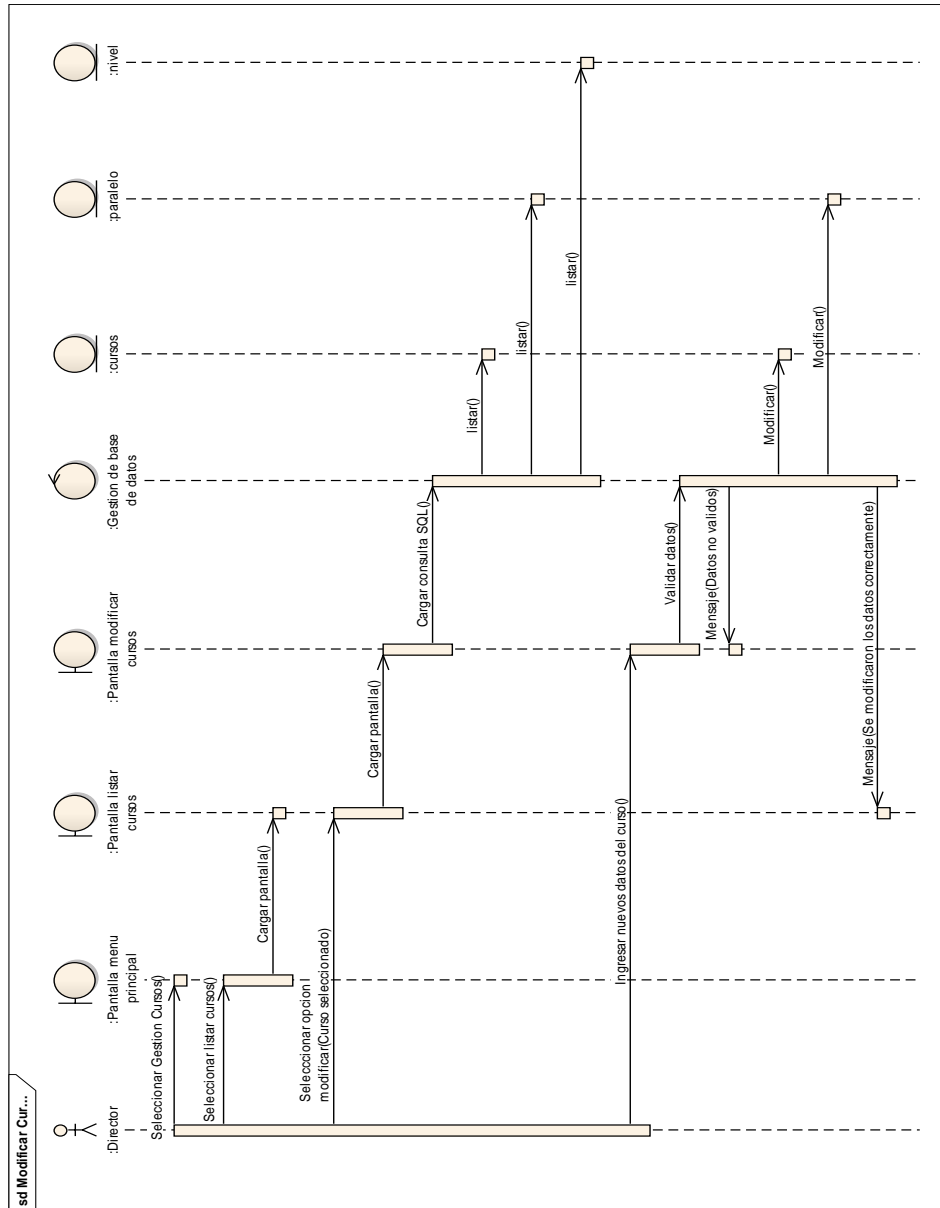 sd Modificar Cur...
:Director
:Pantalla menu
principal
:Pantalla listar
cursos
:Pantalla modificar
cursos
:Gestion de base
de datos
:cursos
:paralelo
:nivel
Seleccionar Gestion Cursos()
Seleccionar listar cursos()
Cargar pantalla()
Selecccionar opcion
modificar(Curso seleccionado)
Cargar pantalla()
Cargar consulta SQL()
listar()
listar()
listar()
Ingresar nuevos datos del curso()
Validar datos()
Mensaje(Datos no validos)
Modificar()
Modificar()
Mensaje(Se modificaron los datos correctamente)